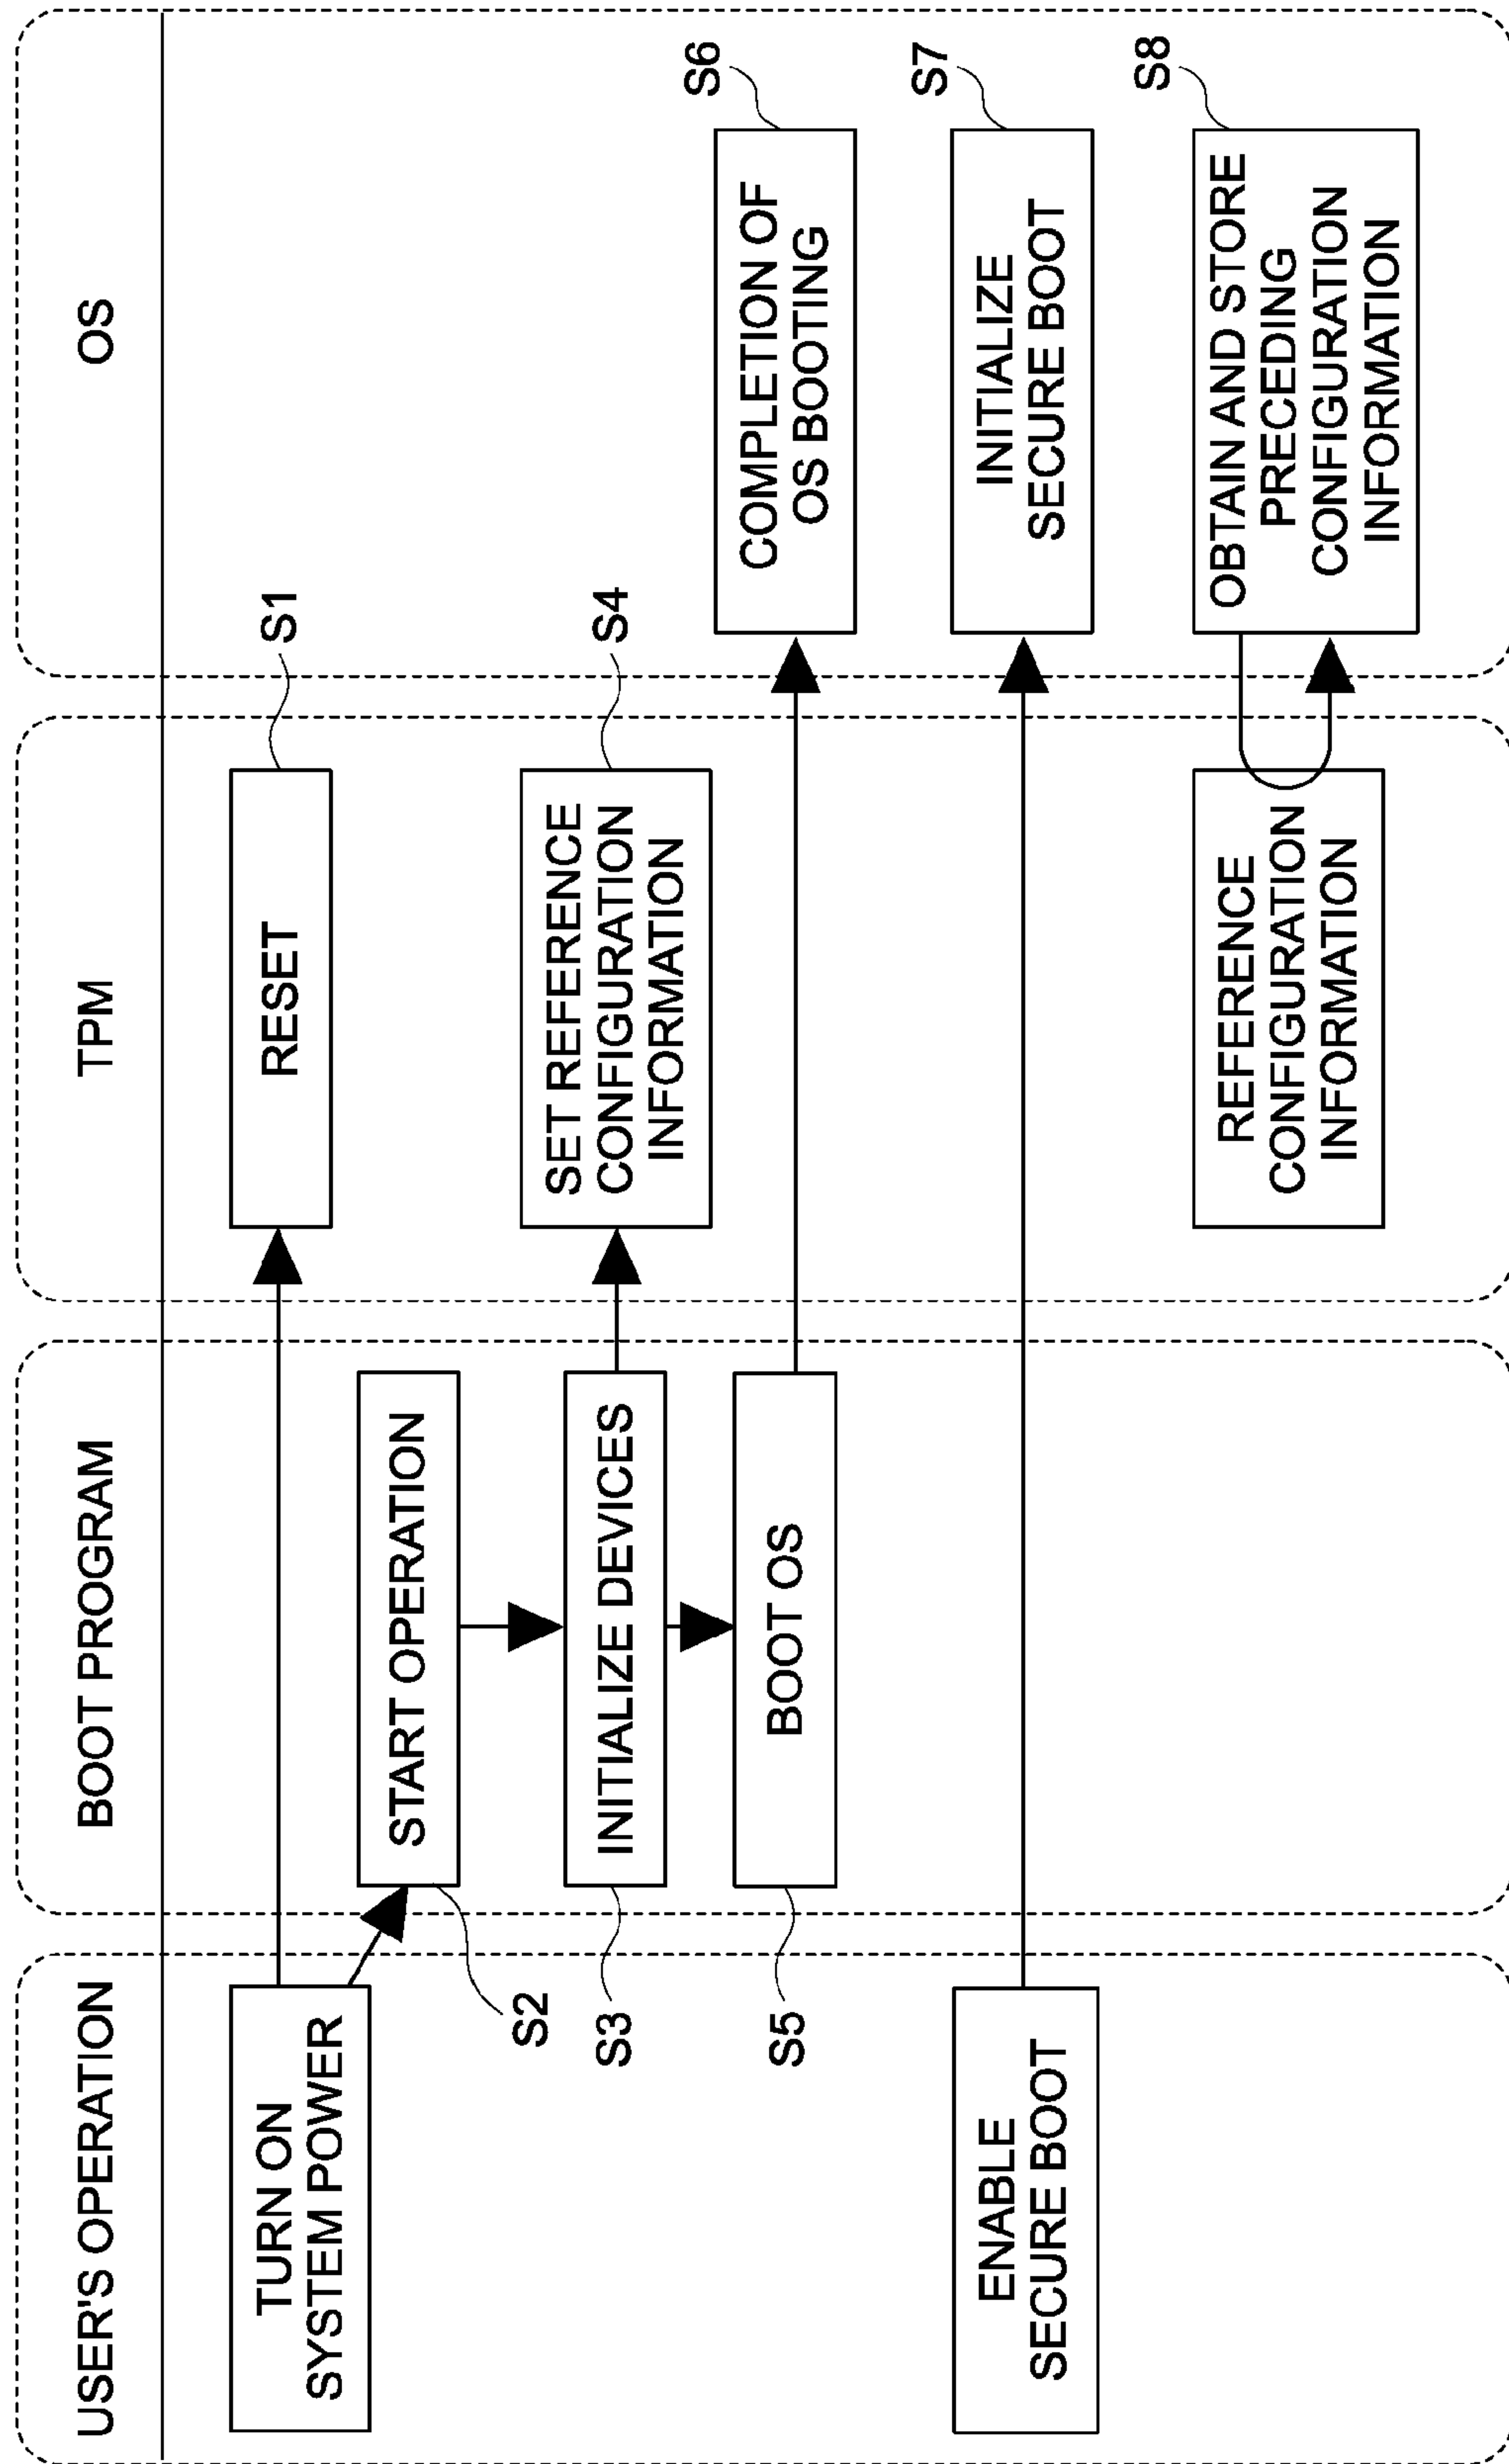 USER'S OPERATION
BOOT PROGRAM
TPM
OS
TURN ON
SYSTEM POWER
RESET
S1
START OPERATION
S2
INITIALIZE DEVICES
S3
SET REFERENCE
CONFIGURATION
INFORMATION
S4
BOOT OS
S5
COMPLETION OF
OS BOOTING
S6
ENABLE
SECURE BOOT
INITIALIZE
SECURE BOOT
S7
REFERENCE
CONFIGURATION
INFORMATION
OBTAIN AND STORE
PRECEDING
CONFIGURATION
INFORMATION
S8